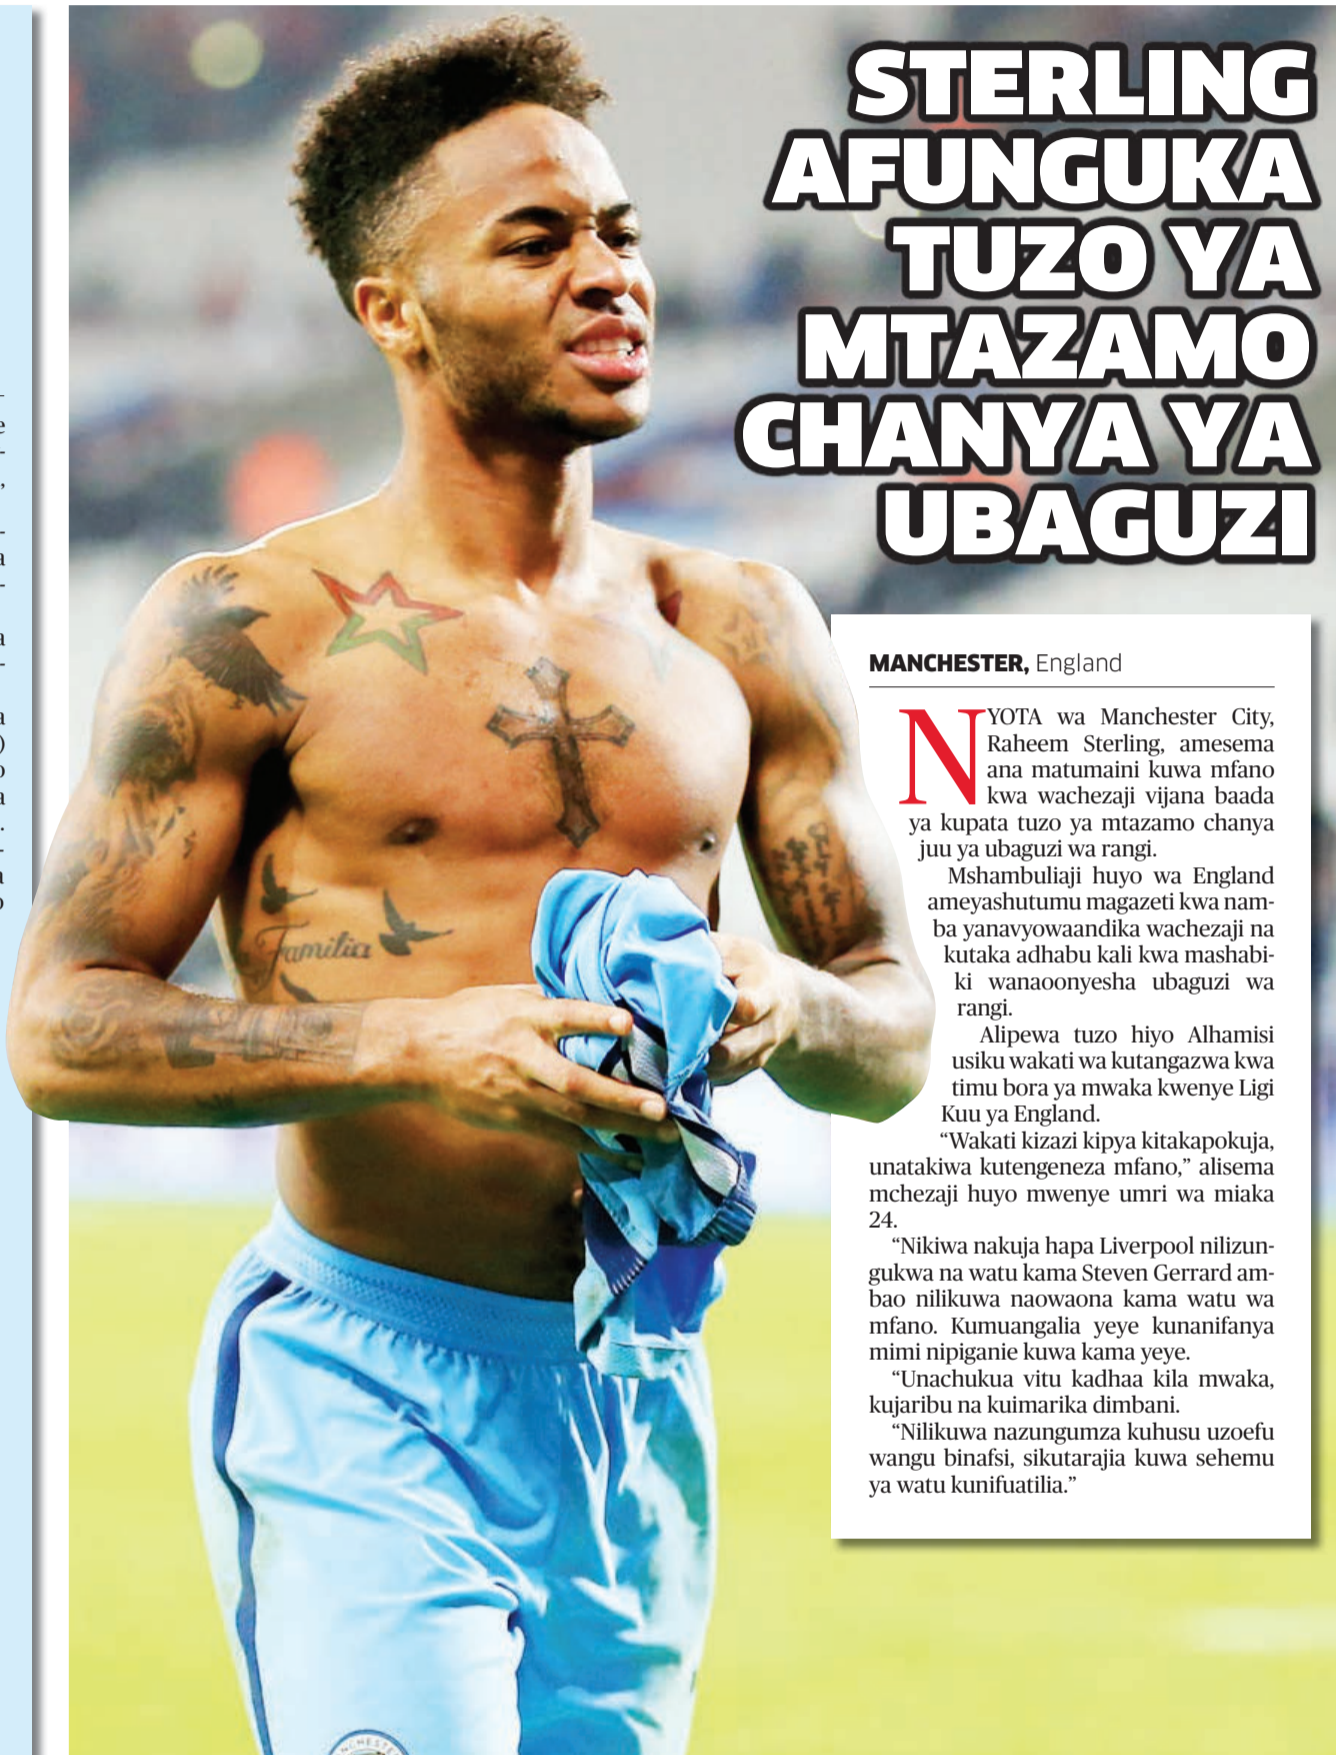 STERLING
AFUNGUKA
TUZO YA
MTAZAMO
CHANYA YA
UBAGUZI
MANCHESTER, England
NYOTA wa Manchester City,
Raheem Sterling, amesema
ana matumaini kuwa mfano
kwa wachezaji vijana baada
ya kupata tuzo ya mtazamo chanya
juu ya ubaguzi wa rangi.
Mshambuliaji huyo wa England
ameyashutumu magazeti kwa nam-
ba yanavyowaandika wachezaji na
kutaka adhabu kali kwa mashabi-
ki wanaoonyesha ubaguzi wa
rangi.
Alipewa tuzo hiyo Alhamisi
usiku wakati wa kutangazwa kwa
timu bora ya mwaka kwenye Ligi
Kuu ya England.
“Wakati kizazi kipya kitakapokuja,
unatakiwa kutengeneza mfano,” alisema
mchezaji huyo mwenye umri wa miaka
24.
“Nikiwa nakuja hapa Liverpool nilizun-
gukwa na watu kama Steven Gerrard am-
bao nilikuwa naowaona kama watu wa
mfano. Kumuangalia yeye kunanifanya
mimi nipiganie kuwa kama yeye.
“Unachukua vitu kadhaa kila mwaka,
kujaribu na kuimarika dimbani.
“Nilikuwa nazungumza kuhusu uzoefu
wangu binafsi, sikutarajia kuwa sehemu
ya watu kunifuatilia.”
Familia